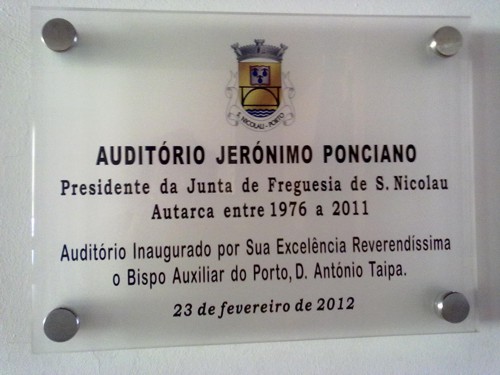 S. NICOLAU - PORTO
AUDITÓRIO JERÓNIMO PONCIANO
Presidente da Junta de Freguesia de S. Nicolau
Autarca entre 1976 a 2011
Auditório Inaugurado por Sua Excelência Reverendíssima
o Bispo Auxiliar do Porto, D. António Taipa.
23 de fevereiro de 2012